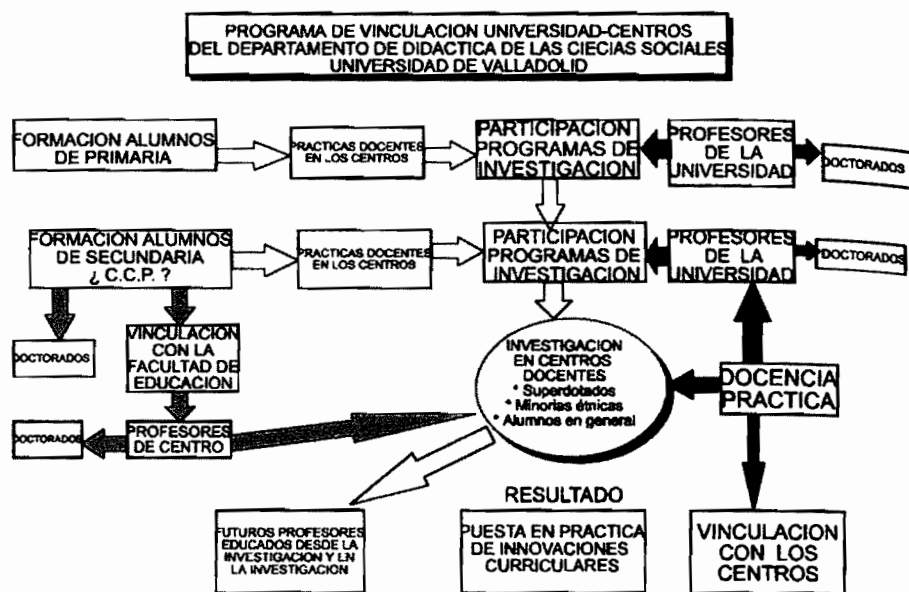 PROGRAMA DE VINCULACION UNIVERSIDAD-CENTROS
DEL DEPARTAMENTO DE DIDACTICA DE LAS CIECIAS SOCIALES
UNIVERSIDAD DE VALLADOLID
FORMACION ALUMNOS
DE PRIMARIA
PRACTICAS DOCENTES
EN LOS CENTROS
PARTICIPACION
PROGRAMAS DE
INVESTIGACION
PROFESORES
DE LA
UNIVERSIDAD
DOCTORADOS
FORMACION ALUMNOS
DE SECUNDARIA
¿ C.C.P. ?
PRACTICAS DOCENTES
EN LOS CENTROS
PARTICIPACION
PROGRAMAS DE
INVESTIGACION
PROFESORES
DE LA
UNIVERSIDAD
DOCTORADOS
DOCTORADOS
VINCULACION
CON LA
FACULTAD DE
EDUCACION
INVESTIGACION
EN CENTROS
DOCENTES
* Superdotados
* Minorias étnicas
* Alumnos en general
DOCENCIA
PRACTICA
DOCTORADOS
PROFESORES
DE CENTRO
RESULTADO
FUTUROS PROFESORES
EDUCADOS DESDE LA
INVESTIGACION Y EN
LA INVESTIGACION
PUESTA EN PRACTICA
DE INNOVACIONES
CURRICULARES
VINCULACION
CON LOS
CENTROS